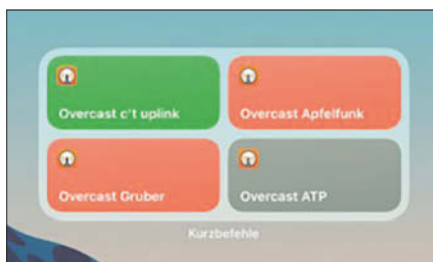 Overcast c't uplink
Overcast Apfelfunk
Overcast Gruber
Overcast ATP
Kurzbefehle